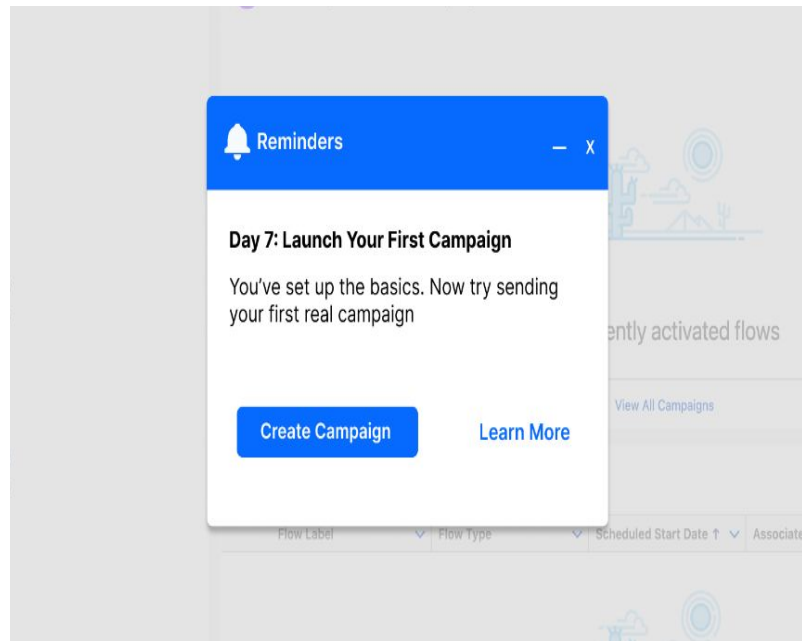 Reminders
– X
Day 7: Launch Your First Campaign
You’ve set up the basics. Now try sending
your first real campaign
ently activated flows
View All Campaigns
Create Campaign Learn More
Flow Label Flow Type Scheduled Start Date ↑ Associate